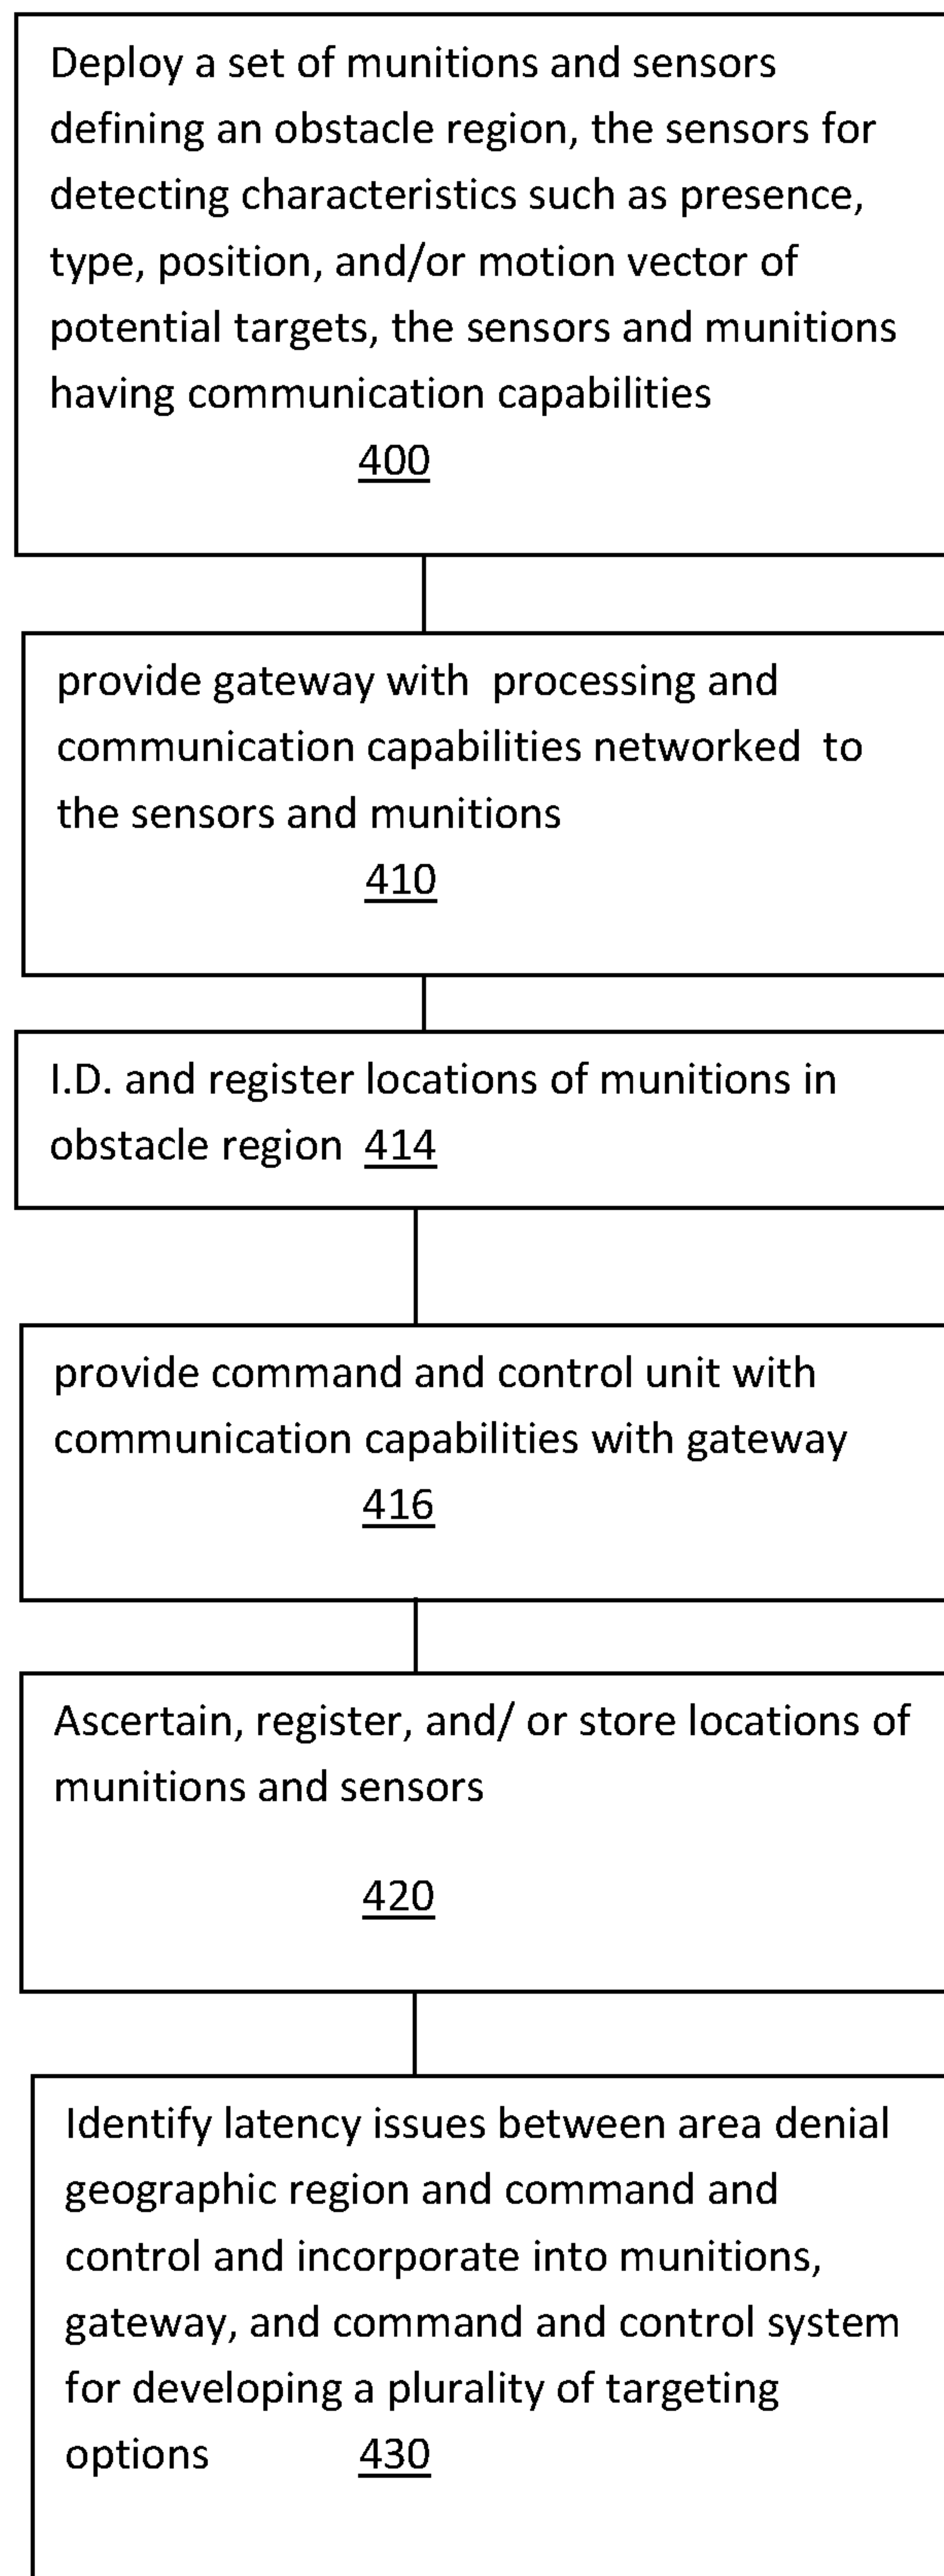 Deploy a set of munitions and sensors
defining an obstacle region, the sensors for
detecting characteristics such as presence,
type, position, and/or motion vector of
potential targets, the sensors and munitions
having communication capabilities
400
provide gateway with processing and
communication capabilities networked to
the sensors and munitions
410
I.D. and register locations of munitions in
obstacle region 414
provide command and control unit with
communication capabilities with gateway
416
Ascertain, register, and/ or store locations of
munitions and sensors
420
Identify latency issues between area denial
geographic region and command and
control and incorporate into munitions,
gateway, and command and control system
for developing a plurality of targeting
options 430